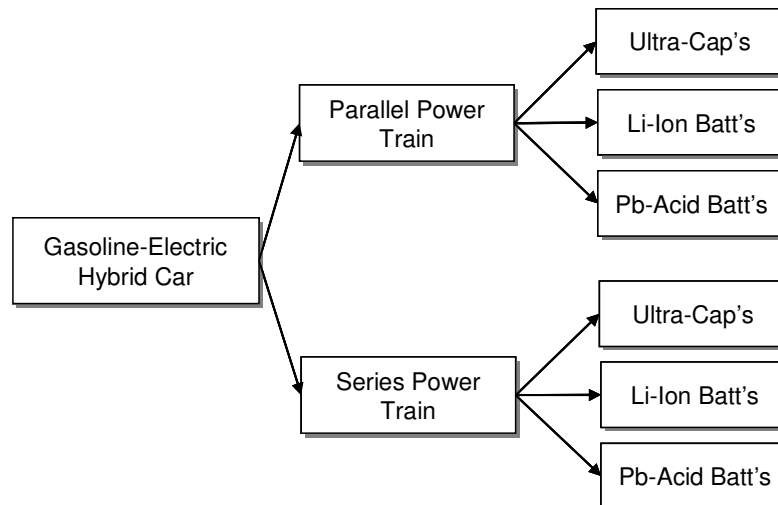 Ultra-Cap's
Parallel Power
Train
Li-Ion Batt's
Pb-Acid Batt's
Gasoline-Electric
Hybrid Car
Ultra-Cap's
Series Power
Train
Li-Ion Batt's
Pb-Acid Batt's